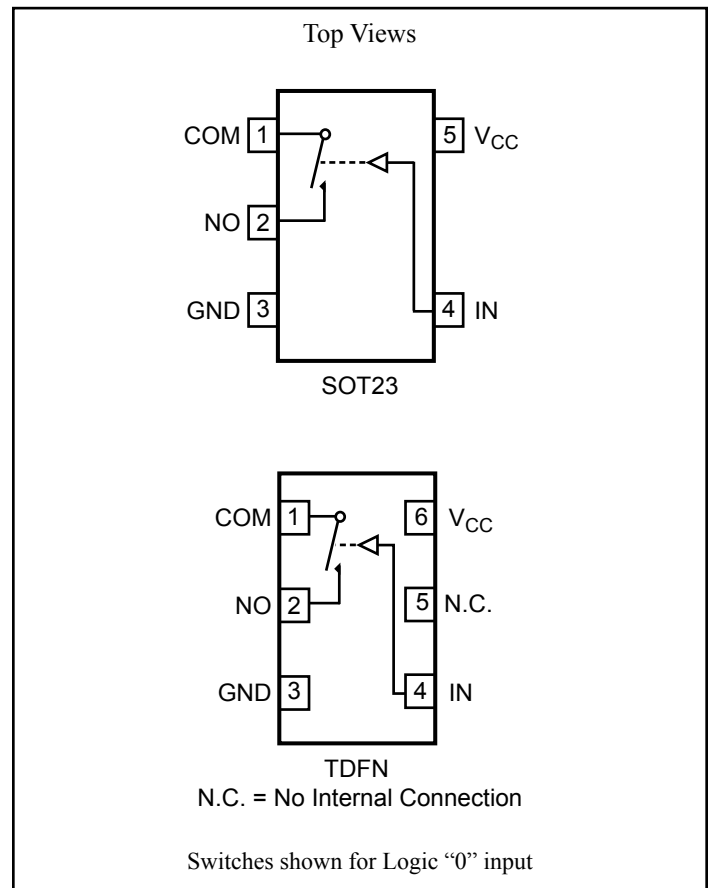 Top Views
COM 1 5 VCC
NO 2
GND 3 4 IN
SOT23
COM 1 6 VCC
NO 2 5 N.C.
GND 3 4 IN
TDFN
N.C. = No Internal Connection
Switches shown for Logic “0” input